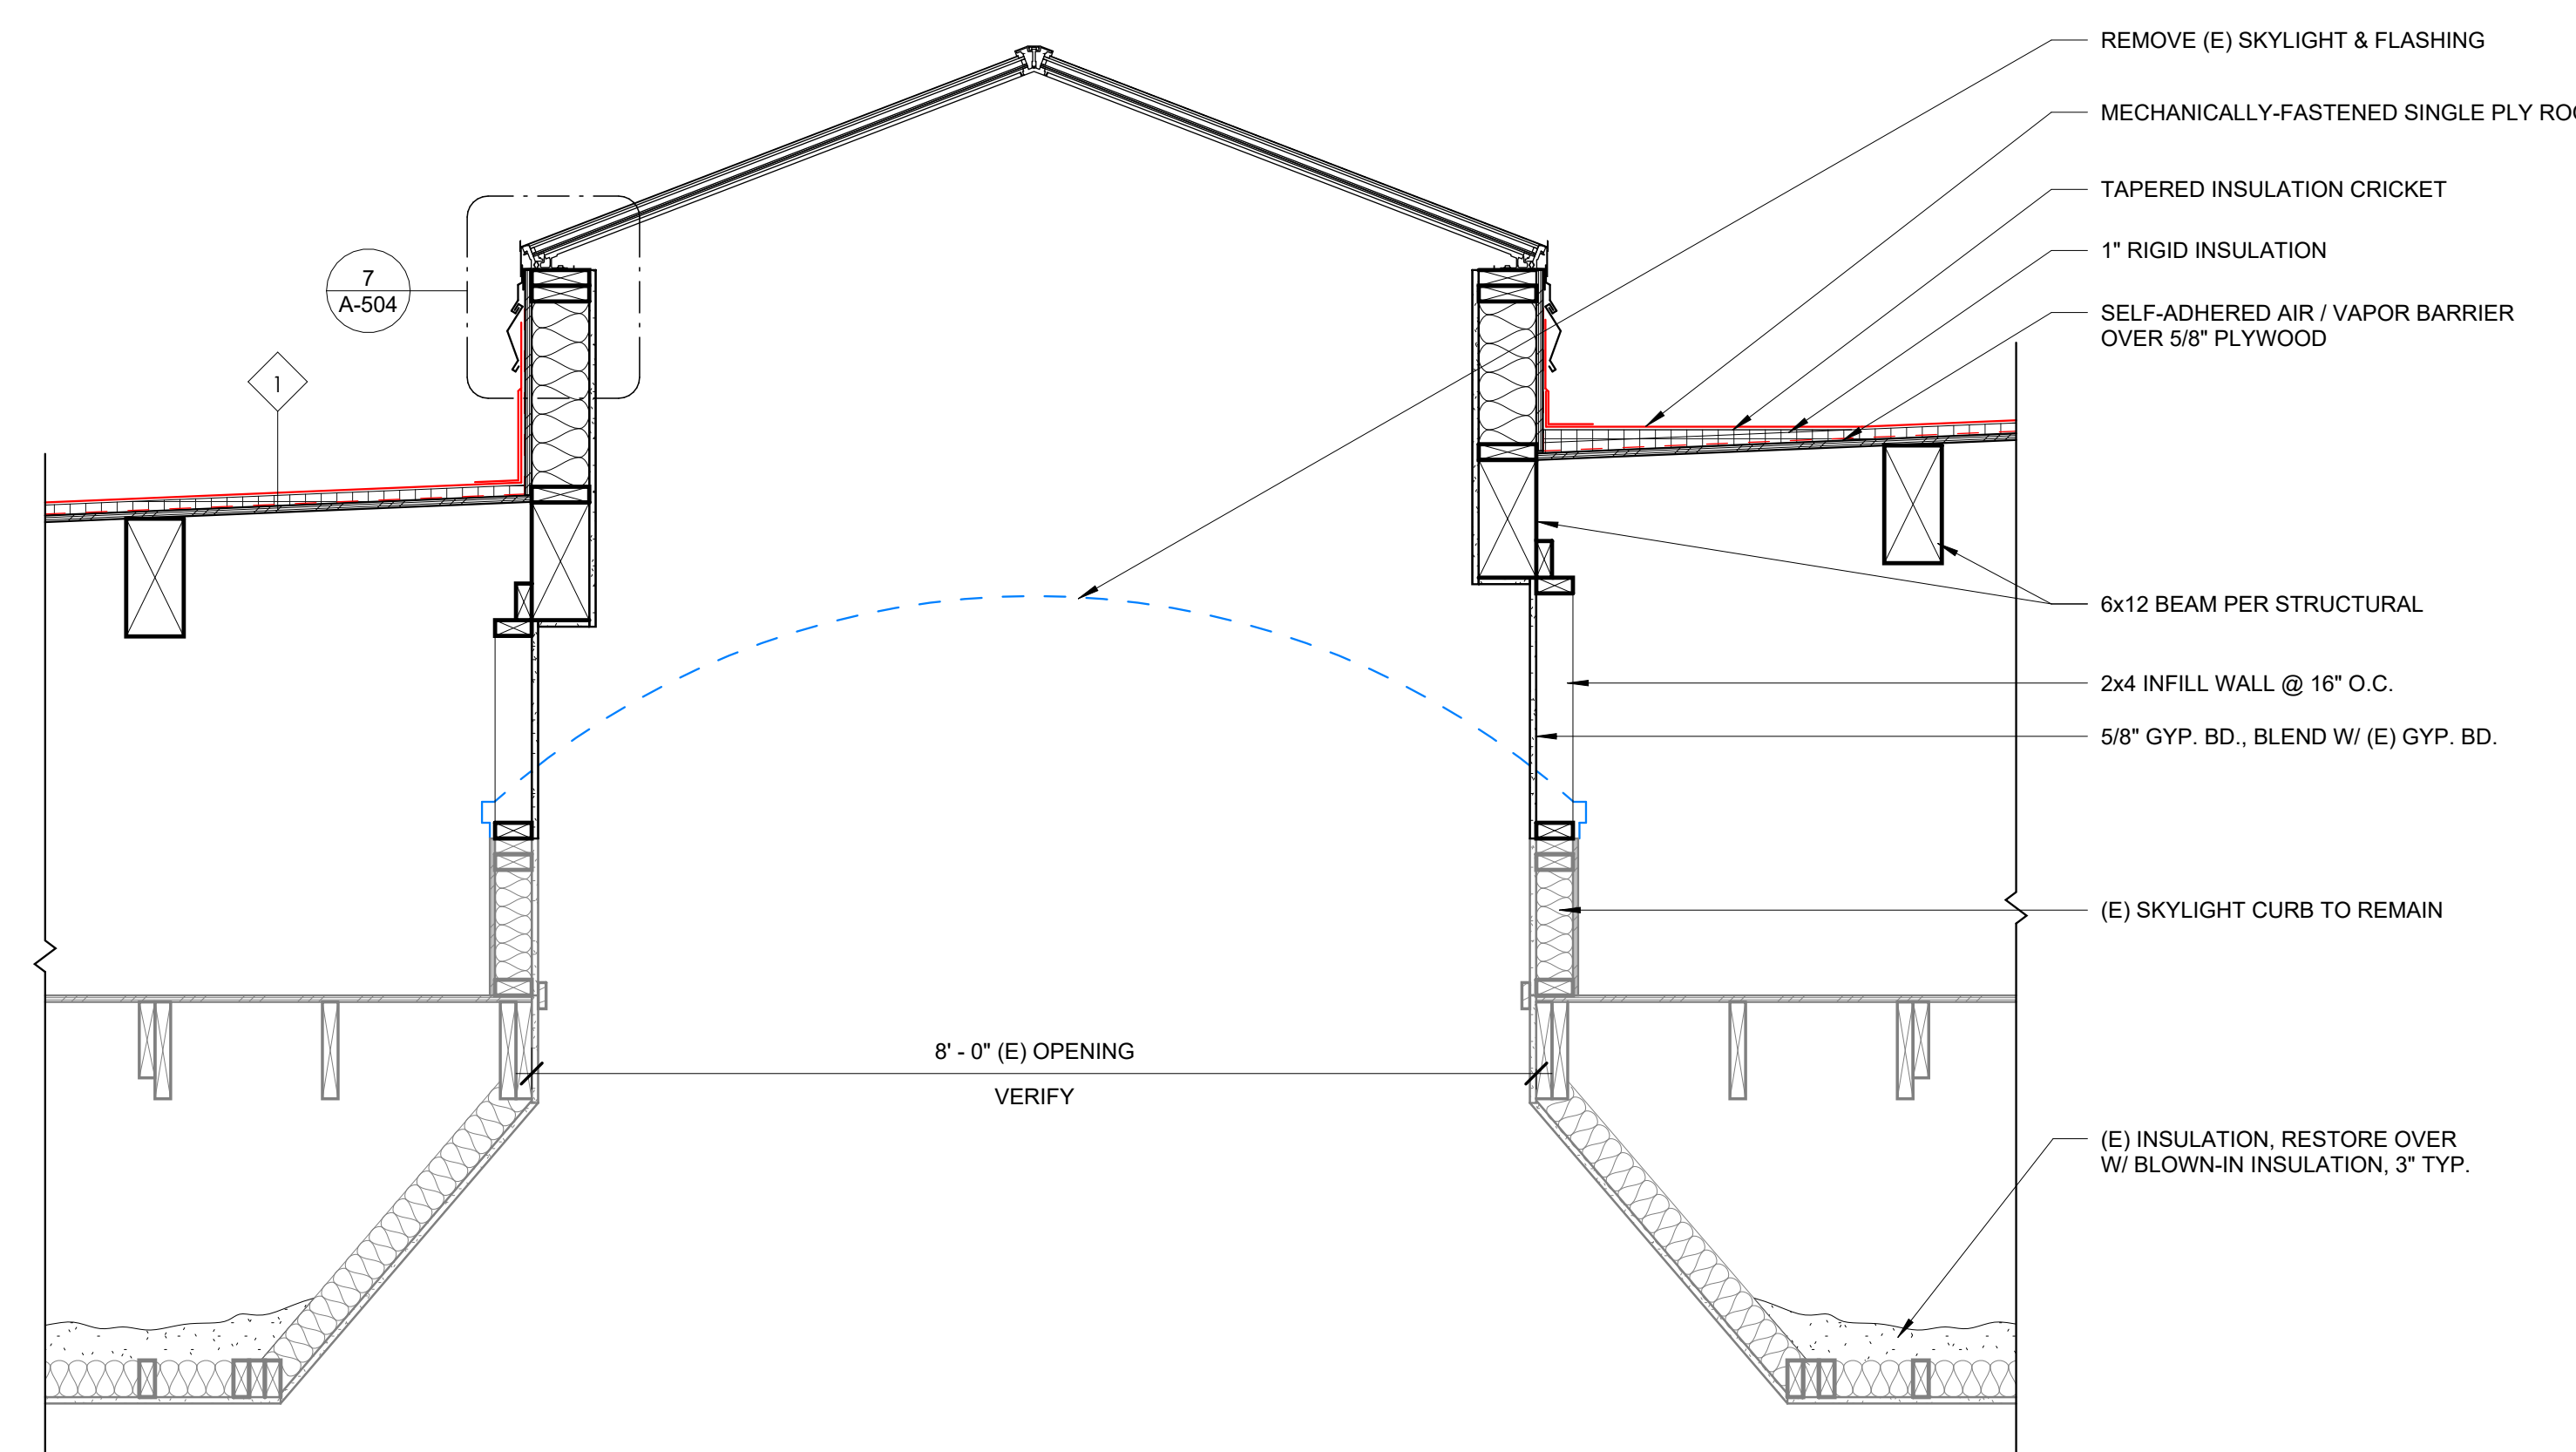 REMOVE (E) SKYLIGHT & FLASHING
MECHANICALLY-FASTENED SINGLE PLY
TAPERED INSULATION CRICKET
1" RIGID INSULATION
SELF-ADHERED AIR / VAPOR BARRIER
OVER 5/8" PLYWOOD
7
A-504
1
6x12 BEAM PER STRUCTURAL
2x4 INFILL WALL @ 16" O.C.
5/8" GYP. BD., BLEND W/ (E) GYP. BD.
(E) SKYLIGHT CURB TO REMAIN
8' - 0" (E) OPENING
VERIFY
(E) INSULATION, RESTORE OVER
W/ BLOWN-IN INSULATION, 3" TYP.